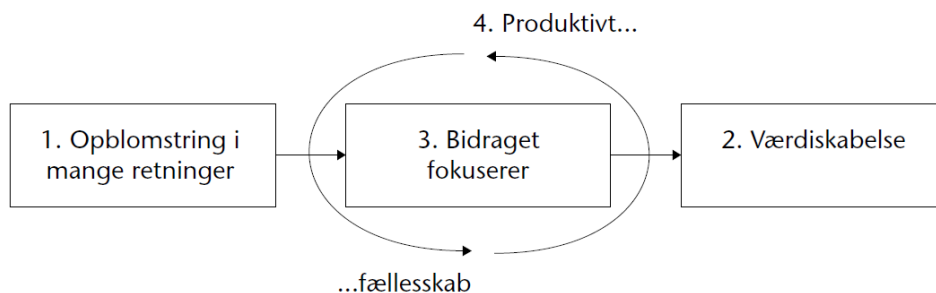 4. Produktivt...
1. Opblomstring i
mange retninger
3. Bidraget
fokuserer
2. Værdiskabelse
...fællesskab